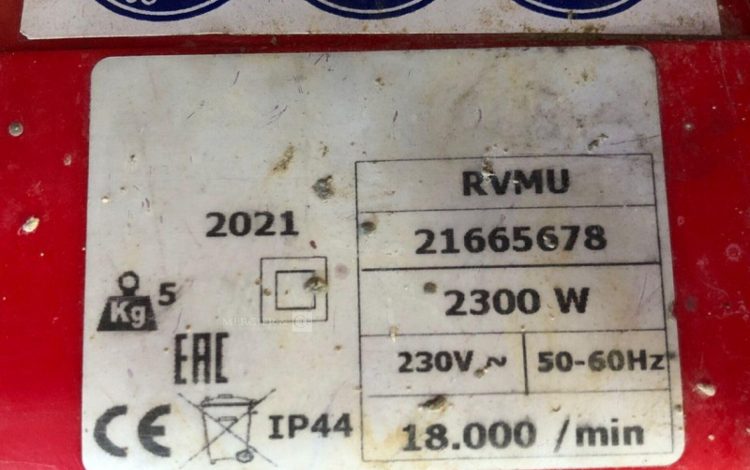 RVMU
2021
21665678
Kg 5
2300 W
EAC
230V ~ 50-60Hz
CE IP44
18.000 /min